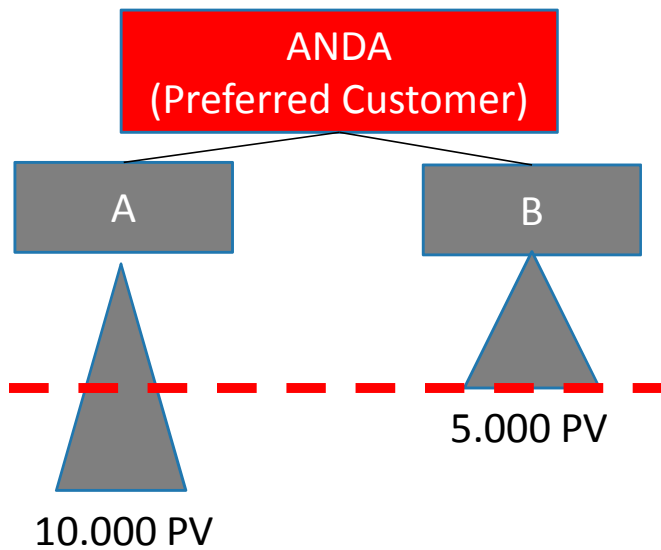 ANDA
(Preferred Customer)
A
B
5.000 PV
10.000 PV